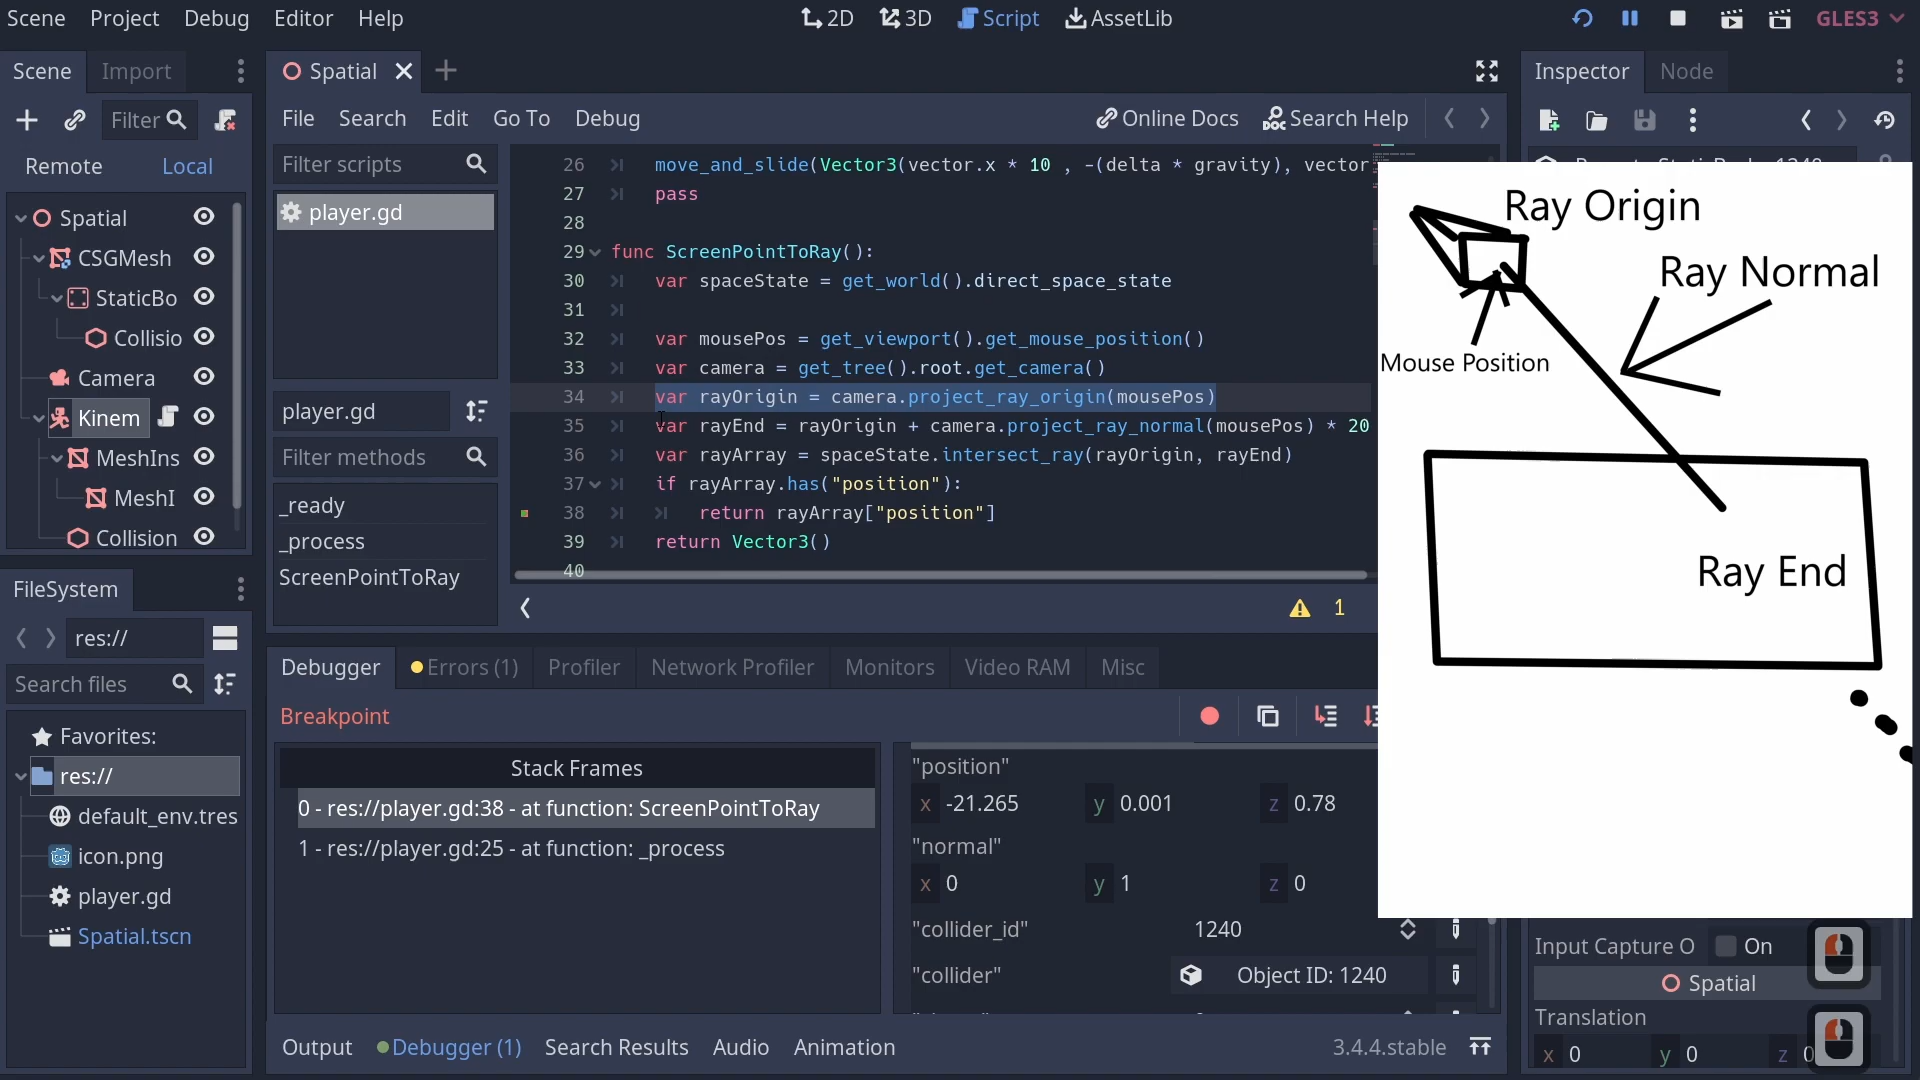 Scene Project Debug Editor Help
2D 3D Script AssetLib
GLES3
Scene Import
Filter
Remote Local
Spatial
CSGMesh
StaticBo
Collisio
Camera
Kinem
MeshIns
MeshI
Collision
FileSystem
res://
Search files
Favorites:
res://
default_env.tres
icon.png
player.gd
Spatial.tscn
Spatial
File Search Edit Go To Debug
Online Docs Search Help
Filter scripts
player.gd
player.gd
Filter methods
_ready
_process
ScreenPointToRay
26 move_and_slide(Vector3(vector.x * 10 , -(delta * gravity), vector
27 pass
28
29 func ScreenPointToRay():
30 var spaceState = get_world().direct_space_state
31
32 var mousePos = get_viewport().get_mouse_position()
33 var camera = get_tree().root.get_camera()
34 var rayOrigin = camera.project_ray_origin(mousePos)
35 var rayEnd = rayOrigin + camera.project_ray_normal(mousePos) * 20
36 var rayArray = spaceState.intersect_ray(rayOrigin, rayEnd)
37 if rayArray.has("position"):
38 return rayArray["position"]
39 return Vector3()
40
1
Debugger Errors (1) Profiler Network Profiler Monitors Video RAM Misc
Breakpoint
Stack Frames
0 - res://player.gd:38 - at function: ScreenPointToRay
1 - res://player.gd:25 - at function: _process
"position"
x -21.265 y 0.001 z 0.78
"normal"
x 0 y 1 z 0
"collider_id" 1240
"collider" Object ID: 1240
Output Debugger (1) Search Results Audio Animation
3.4.4.stable
Inspector Node
Ray Origin
Ray Normal
Mouse Position
Ray End
Input Capture O On
Spatial
Translation
x 0 y 0 z 0